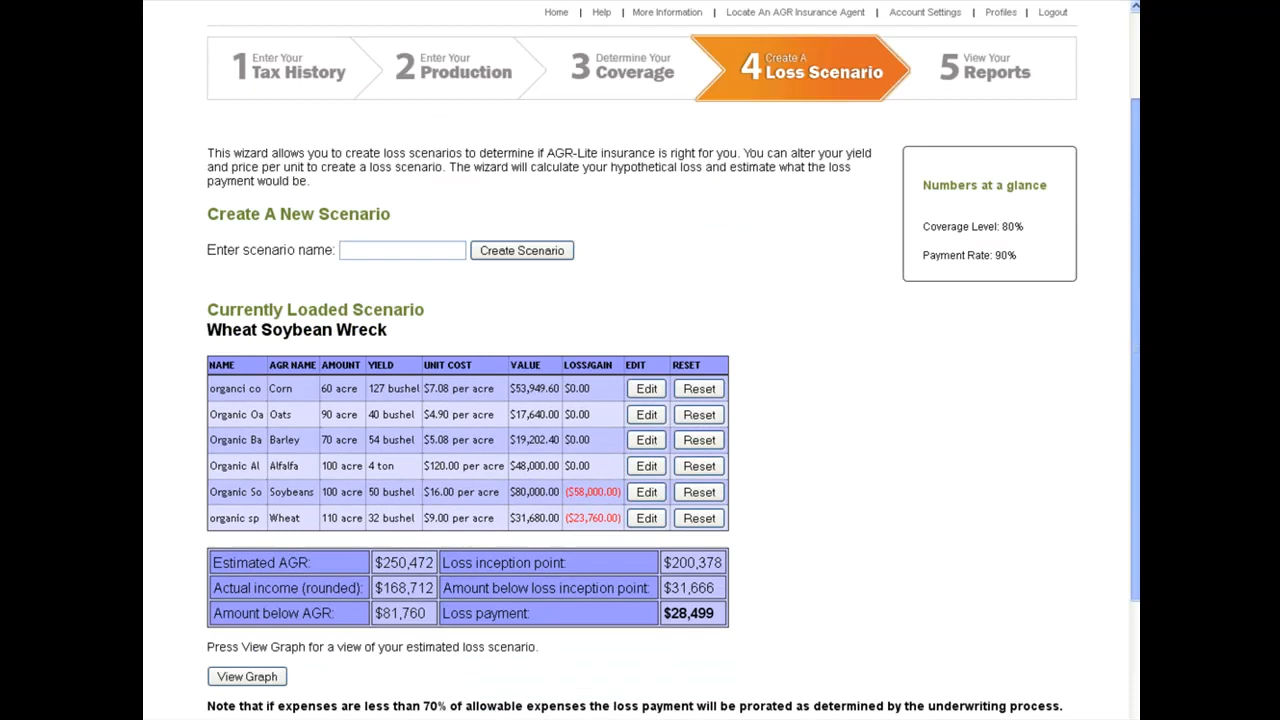 Home | Help | More Information | Locate An AGR Insurance Agent | Account Settings | Profiles | Logout
1 Enter Your Tax History
2 Enter Your Production
3 Determine Your Coverage
4 Create A Loss Scenario
5 View Your Reports
This wizard allows you to create loss scenarios to determine if AGR-Lite insurance is right for you. You can alter your yield
and price per unit to create a loss scenario. The wizard will calculate your hypothetical loss and estimate what the loss
payment would be.
Numbers at a glance
Coverage Level: 80%
Payment Rate: 90%
Create A New Scenario
Enter scenario name: Create Scenario
Currently Loaded Scenario
Wheat Soybean Wreck
NAME AGR NAME AMOUNT YIELD UNIT COST VALUE LOSS/GAIN EDIT RESET
organci co Corn 60 acre 127 bushel $7.08 per acre $53,949.60 $0.00 Edit Reset
Organic Oa Oats 90 acre 40 bushel $4.90 per acre $17,640.00 $0.00 Edit Reset
Organic Ba Barley 70 acre 54 bushel $5.08 per acre $19,202.40 $0.00 Edit Reset
Organic Al Alfalfa 100 acre 4 ton $120.00 per acre $48,000.00 $0.00 Edit Reset
Organic So Soybeans 100 acre 50 bushel $16.00 per acre $80,000.00 ($58,000.00) Edit Reset
organic sp Wheat 110 acre 32 bushel $9.00 per acre $31,680.00 ($23,760.00) Edit Reset
Estimated AGR: $250,472 Loss inception point: $200,378
Actual income (rounded): $168,712 Amount below loss inception point: $31,666
Amount below AGR: $81,760 Loss payment: $28,499
Press View Graph for a view of your estimated loss scenario.
View Graph
Note that if expenses are less than 70% of allowable expenses the loss payment will be prorated as determined by the underwriting process.